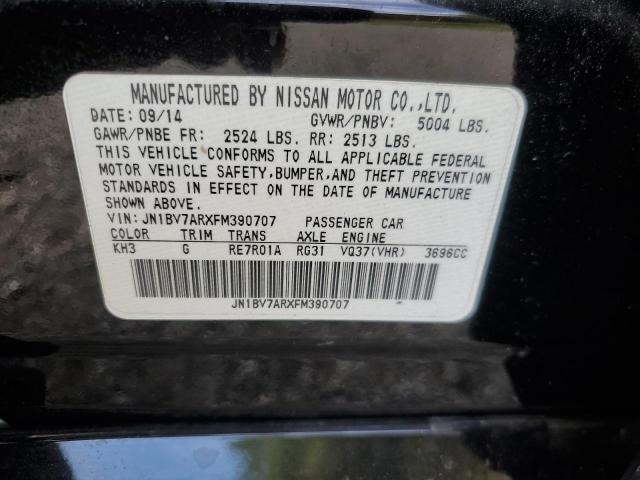 MANUFACTURED BY NISSAN MOTOR CO.,LTD.
DATE: 09/14 GVWR/PNBV: 5004 LBS.
GAWR/PNBE FR: 2524 LBS. RR: 2513 LBS.
THIS VEHICLE CONFORMS TO ALL APPLICABLE FEDERAL
MOTOR VEHICLE SAFETY,BUMPER,AND THEFT PREVENTION
STANDARDS IN EFFECT ON THE DATE OF MANUFACTURE
SHOWN ABOVE.
VIN: JN1BV7ARXFM390707 PASSENGER CAR
COLOR TRIM TRANS AXLE ENGINE
KH3 G RE7R01A RG31 VQ37(VHR) 3696CC
JN1BV7ARXFM390707